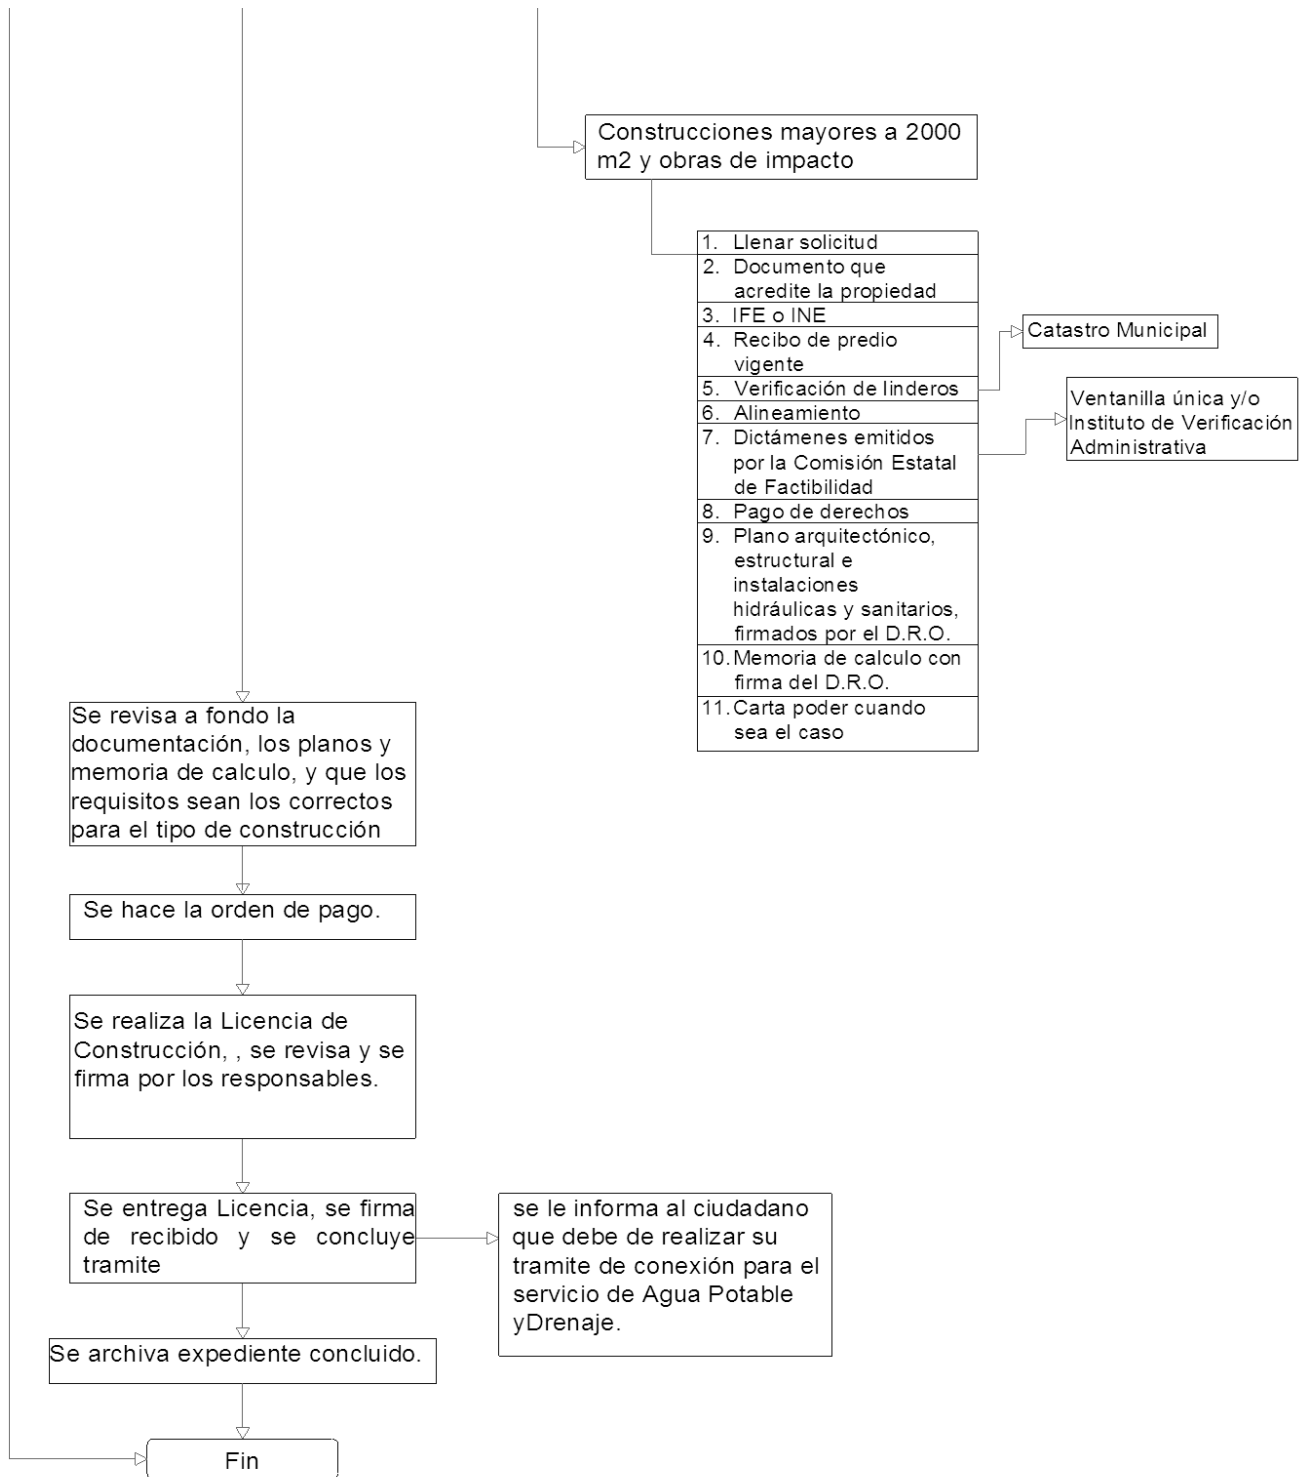 Construcciones mayores a 2000
m2 y obras de impacto
1. Llenar solicitud
2. Documento que
acredite la propiedad
3. IFE o INE
4. Recibo de predio
vigente
5. Verificación de linderos
6. Alineamiento
7. Dictámenes emitidos
por la Comisión Estatal
de Factibilidad
8. Pago de derechos
9. Plano arquitectónico,
estructural e
instalaciones
hidráulicas y sanitarios,
firmados por el D.R.O.
10. Memoria de calculo con
firma del D.R.O.
11. Carta poder cuando
sea el caso
Catastro Municipal
Ventanilla única y/o
Instituto de Verificación
Administrativa
Se revisa a fondo la
documentación, los planos y
memoria de calculo, y que los
requisitos sean los correctos
para el tipo de construcción
Se hace la orden de pago.
Se realiza la Licencia de
Construcción, , se revisa y se
firma por los responsables.
Se entrega Licencia, se firma
de recibido y se concluye
tramite
se le informa al ciudadano
que debe de realizar su
tramite de conexión para el
servicio de Agua Potable
yDrenaje.
Se archiva expediente concluido.
Fin